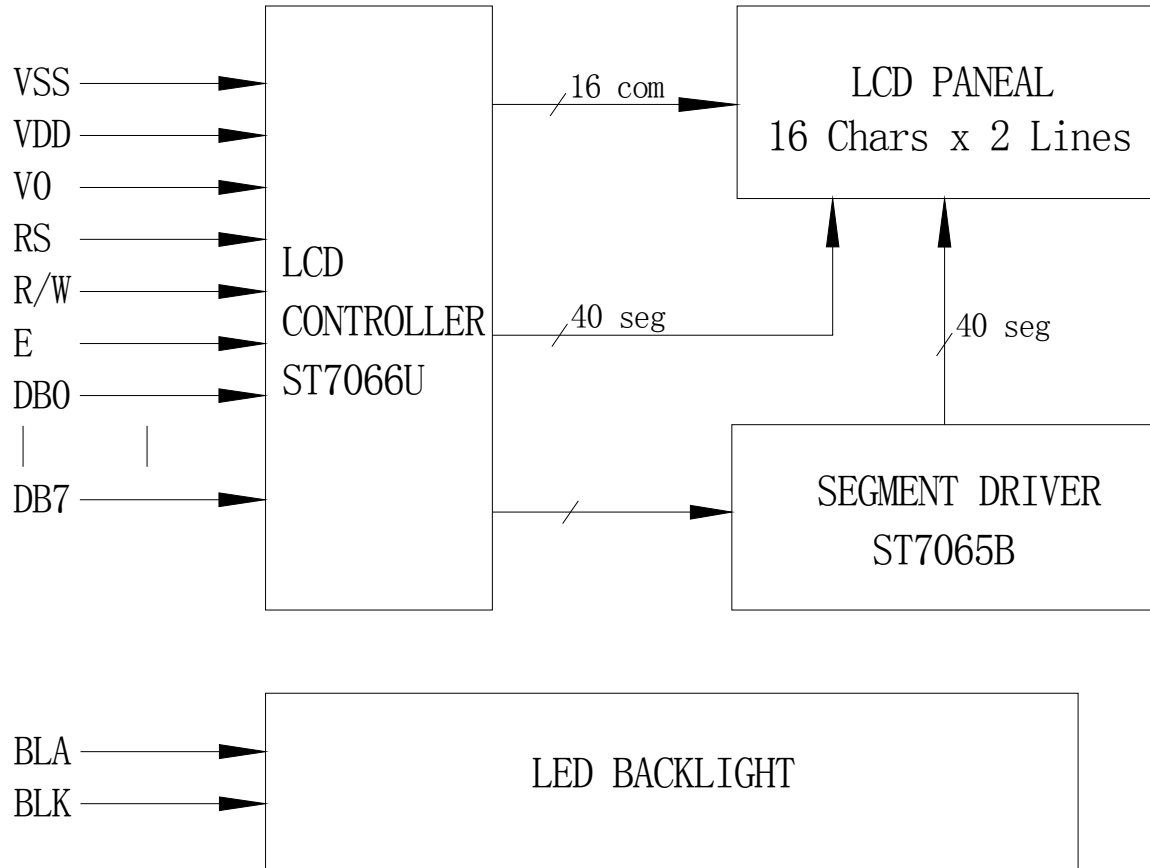 VSS
VDD
V0
RS
R/W
E
DB0
DB7
LCD
CONTROLLER
ST7066U
16 com
40 seg
LCD PANEAL
16 Chars x 2 Lines
40 seg
SEGMENT DRIVER
ST7065B
BLA
BLK
LED BACKLIGHT